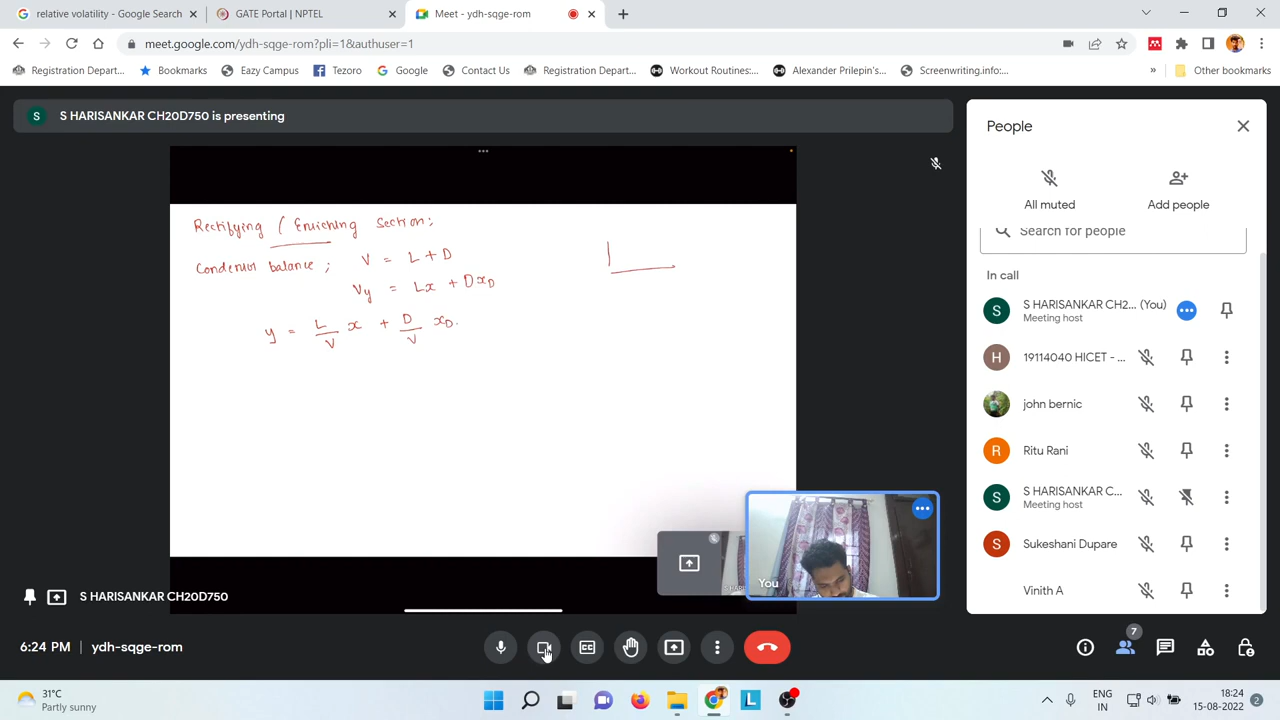 relative volatility - Google Search
GATE Portal | NPTEL
Meet - ydh-sqge-rom
meet.google.com/ydh-sqge-rom?pli=1&authuser=1
Registration Depart...
Bookmarks
Eazy Campus
Tezoro
Google
Contact Us
Registration Depart...
Workout Routines:...
Alexander Prilepin's...
Screenwriting.info:...
»
Other bookmarks
S HARISANKAR CH20D750 is presenting
Rectifying / Enriching Section:
Condensor balance; V = L + D
Vy = Lx + DxD
y = L/V x + D/V xD.
You
S HARISANKAR CH20D750
People
All muted
Add people
Search for people
In call
S HARISANKAR CH2... (You)
Meeting host
19114040 HICET - ...
john bernic
Ritu Rani
S HARISANKAR C...
Meeting host
Sukeshani Dupare
Vinith A
6:24 PM | ydh-sqge-rom
7
31°C
Partly sunny
ENG
IN
18:24
15-08-2022
2